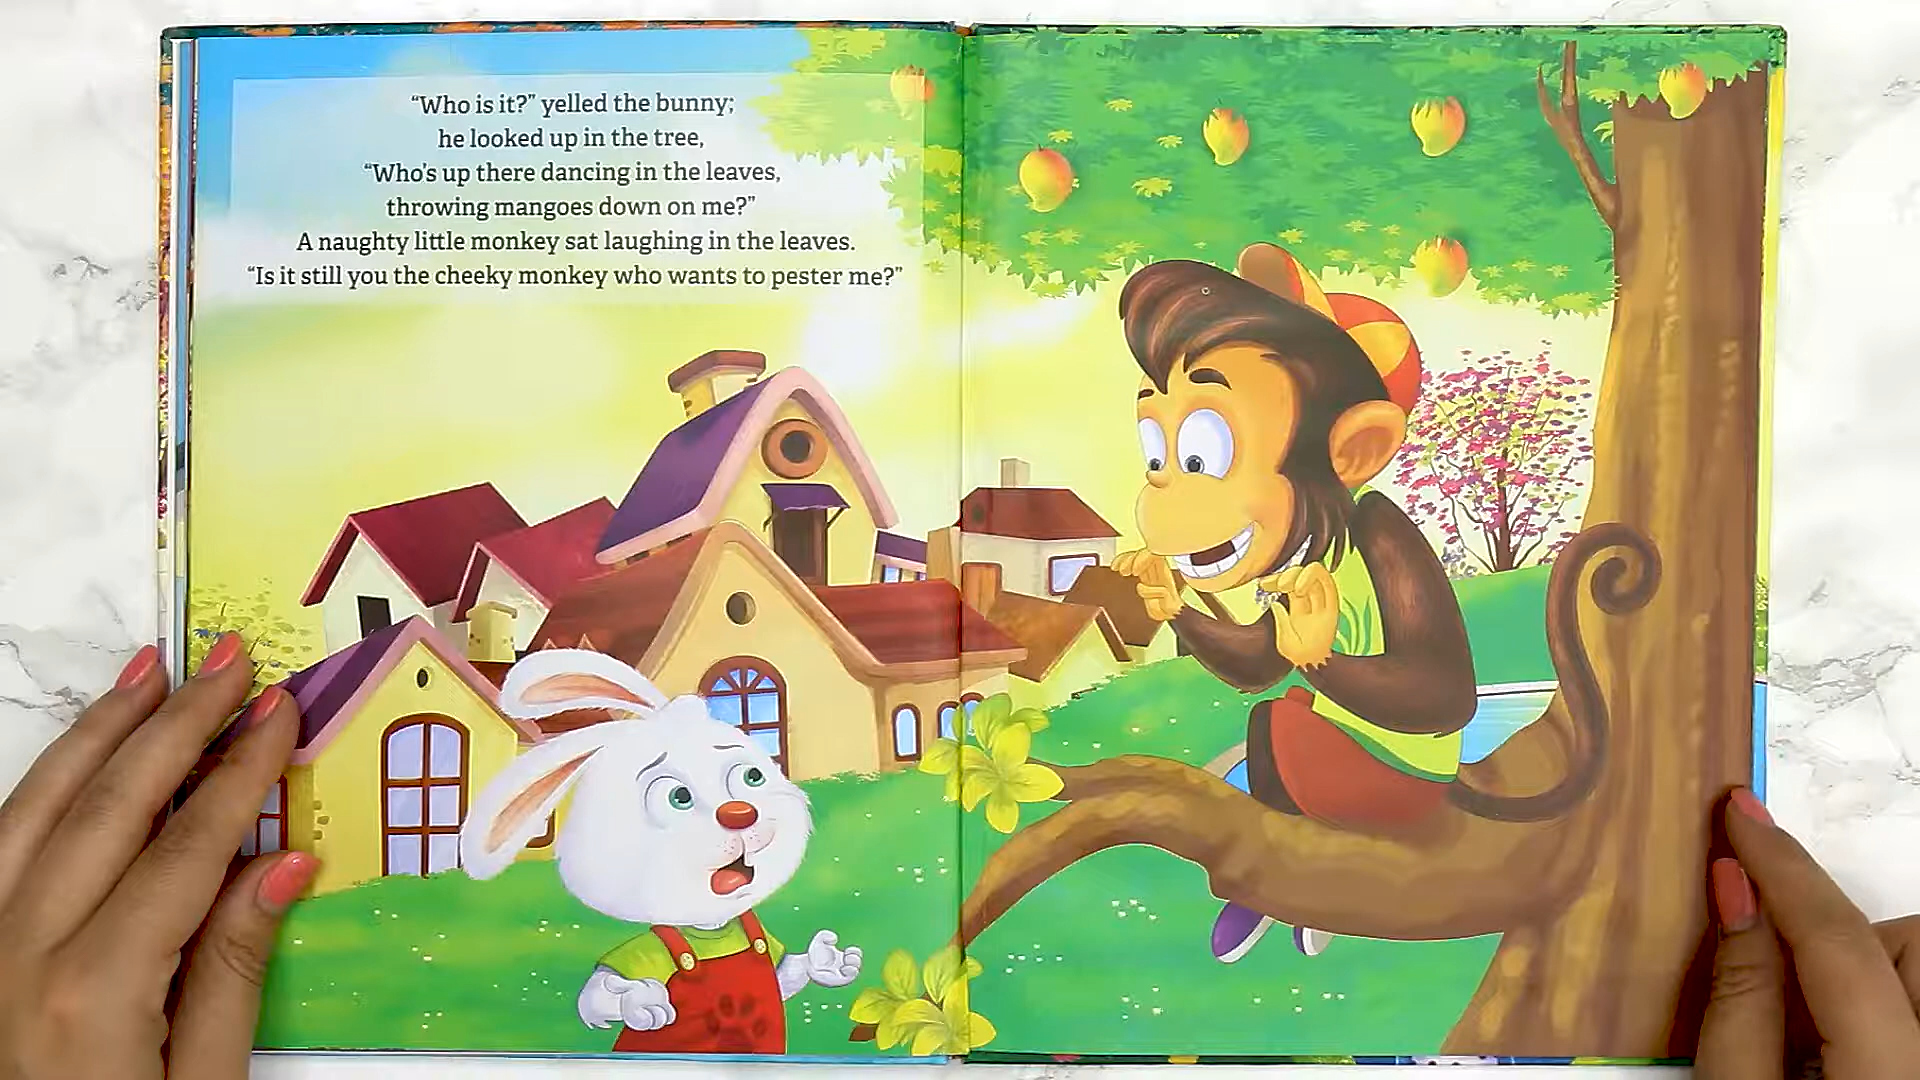 “Who is it?” yelled the bunny;
he looked up in the tree,
“Who’s up there dancing in the leaves,
throwing mangoes down on me?”
A naughty little monkey sat laughing in the leaves.
“Is it still you the cheeky monkey who wants to pester me?”